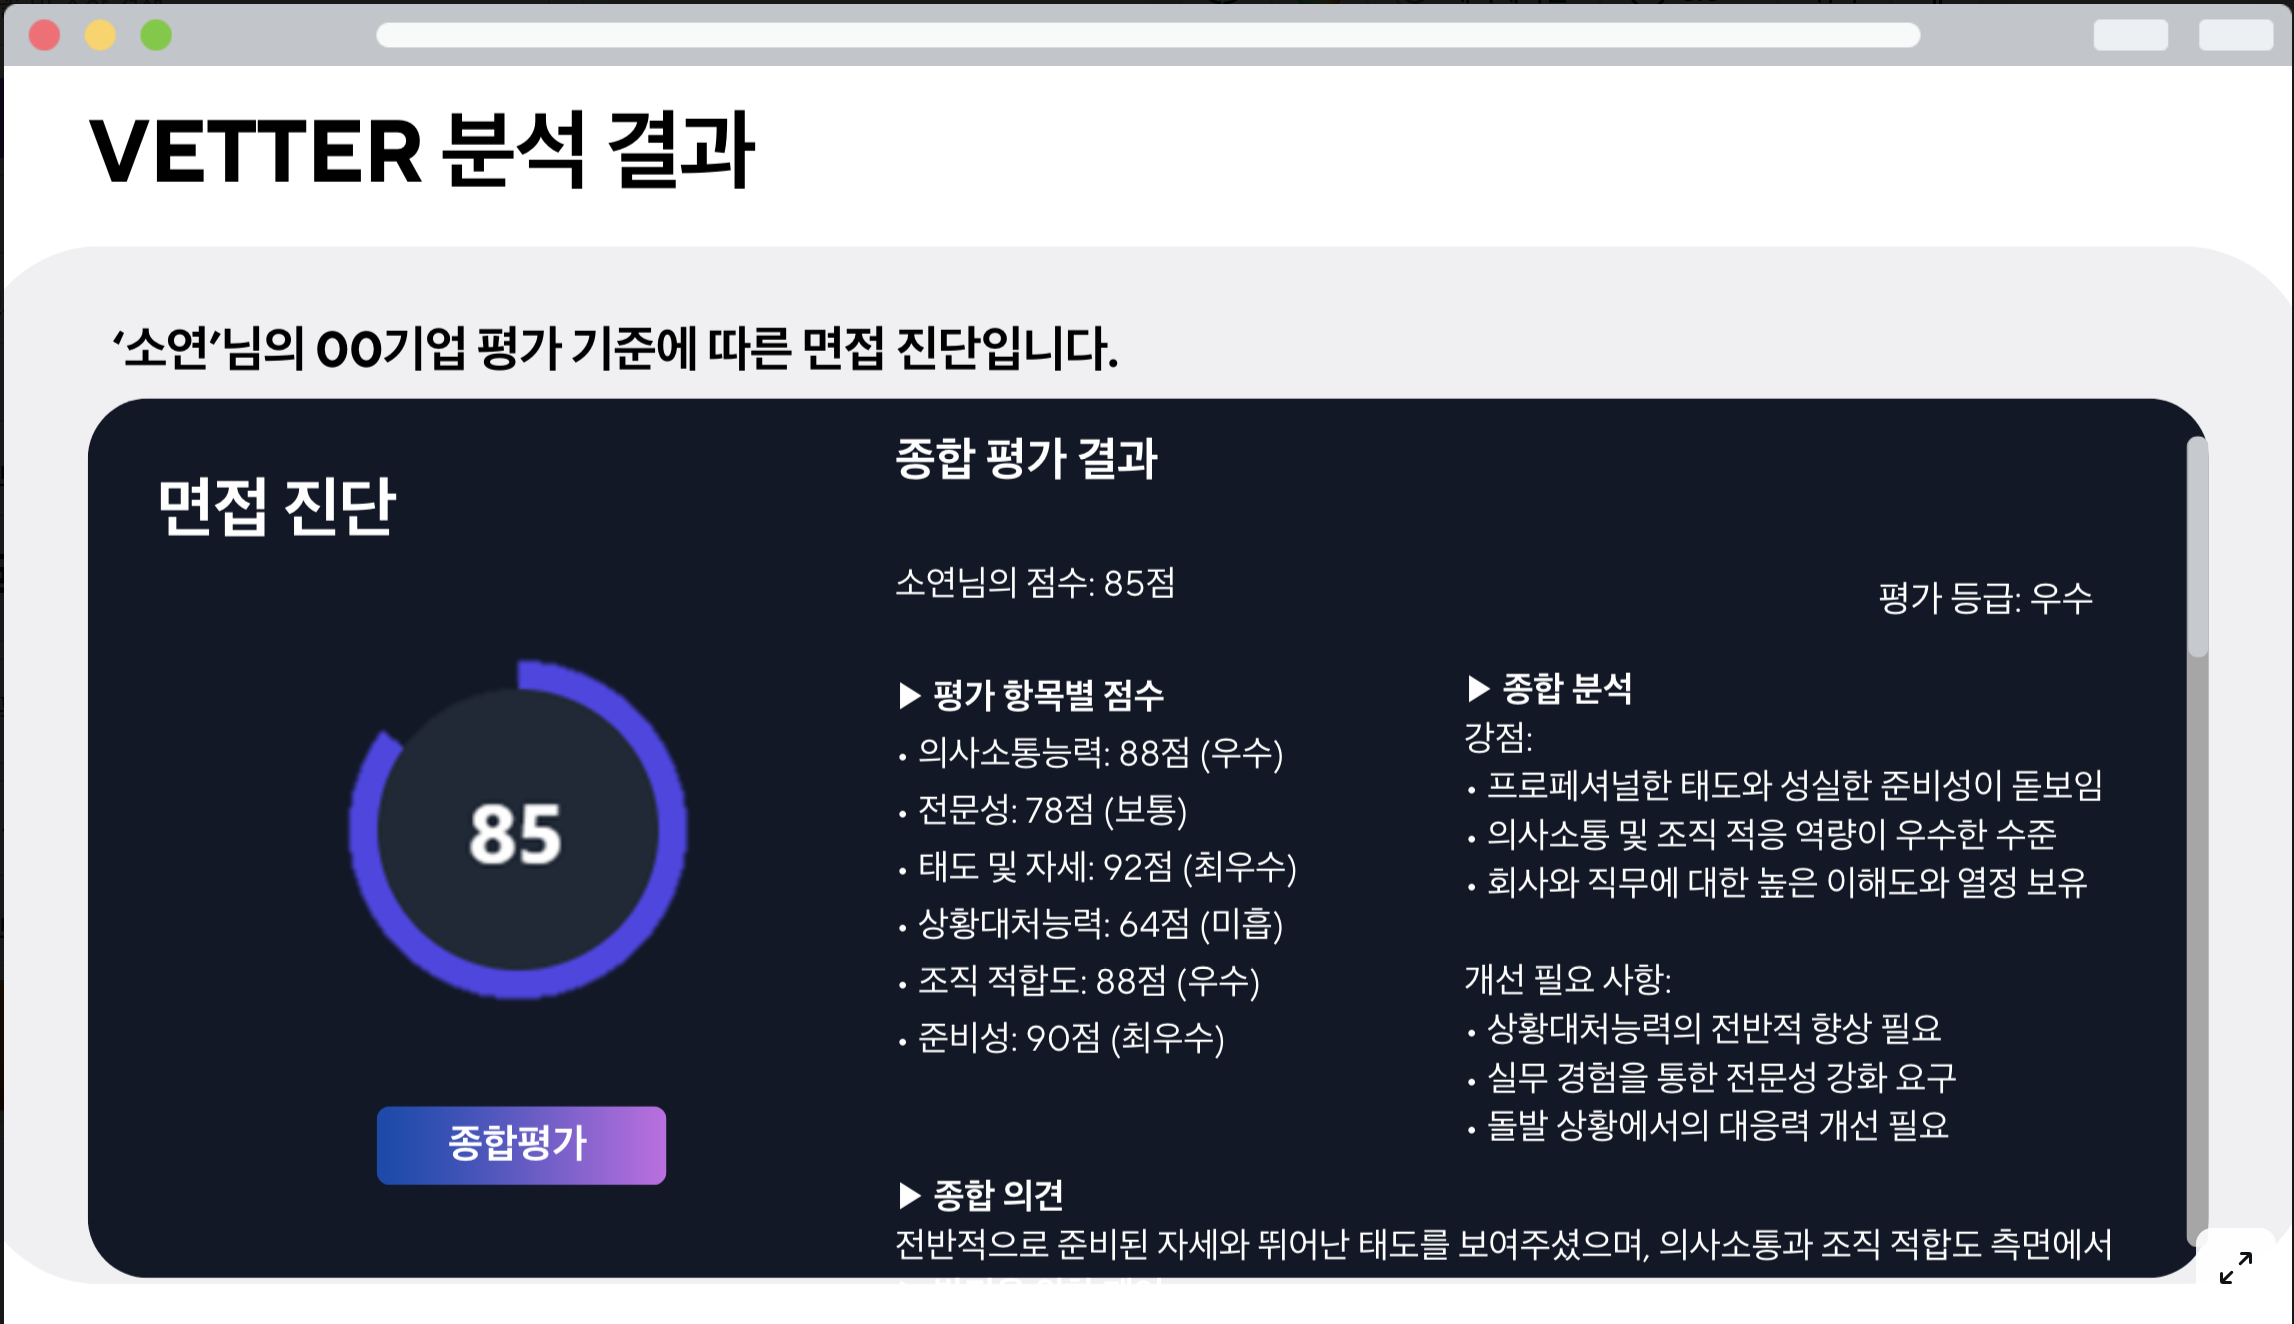 VETTER 분석 결과
‘소연’님의 OO기업 평가 기준에 따른 면접 진단입니다.
면접 진단
85
종합평가
종합 평가 결과
소연님의 점수: 85점
평가 등급: 우수
▶ 평가 항목별 점수
• 의사소통능력: 88점 (우수)
• 전문성: 78점 (보통)
• 태도 및 자세: 92점 (최우수)
• 상황대처능력: 64점 (미흡)
• 조직 적합도: 88점 (우수)
• 준비성: 90점 (최우수)
▶ 종합 분석
강점:
• 프로페셔널한 태도와 성실한 준비성이 돋보임
• 의사소통 및 조직 적응 역량이 우수한 수준
• 회사와 직무에 대한 높은 이해도와 열정 보유
개선 필요 사항:
• 상황대처능력의 전반적 향상 필요
• 실무 경험을 통한 전문성 강화 요구
• 돌발 상황에서의 대응력 개선 필요
▶ 종합 의견
전반적으로 준비된 자세와 뛰어난 태도를 보여주셨으며, 의사소통과 조직 적합도 측면에서